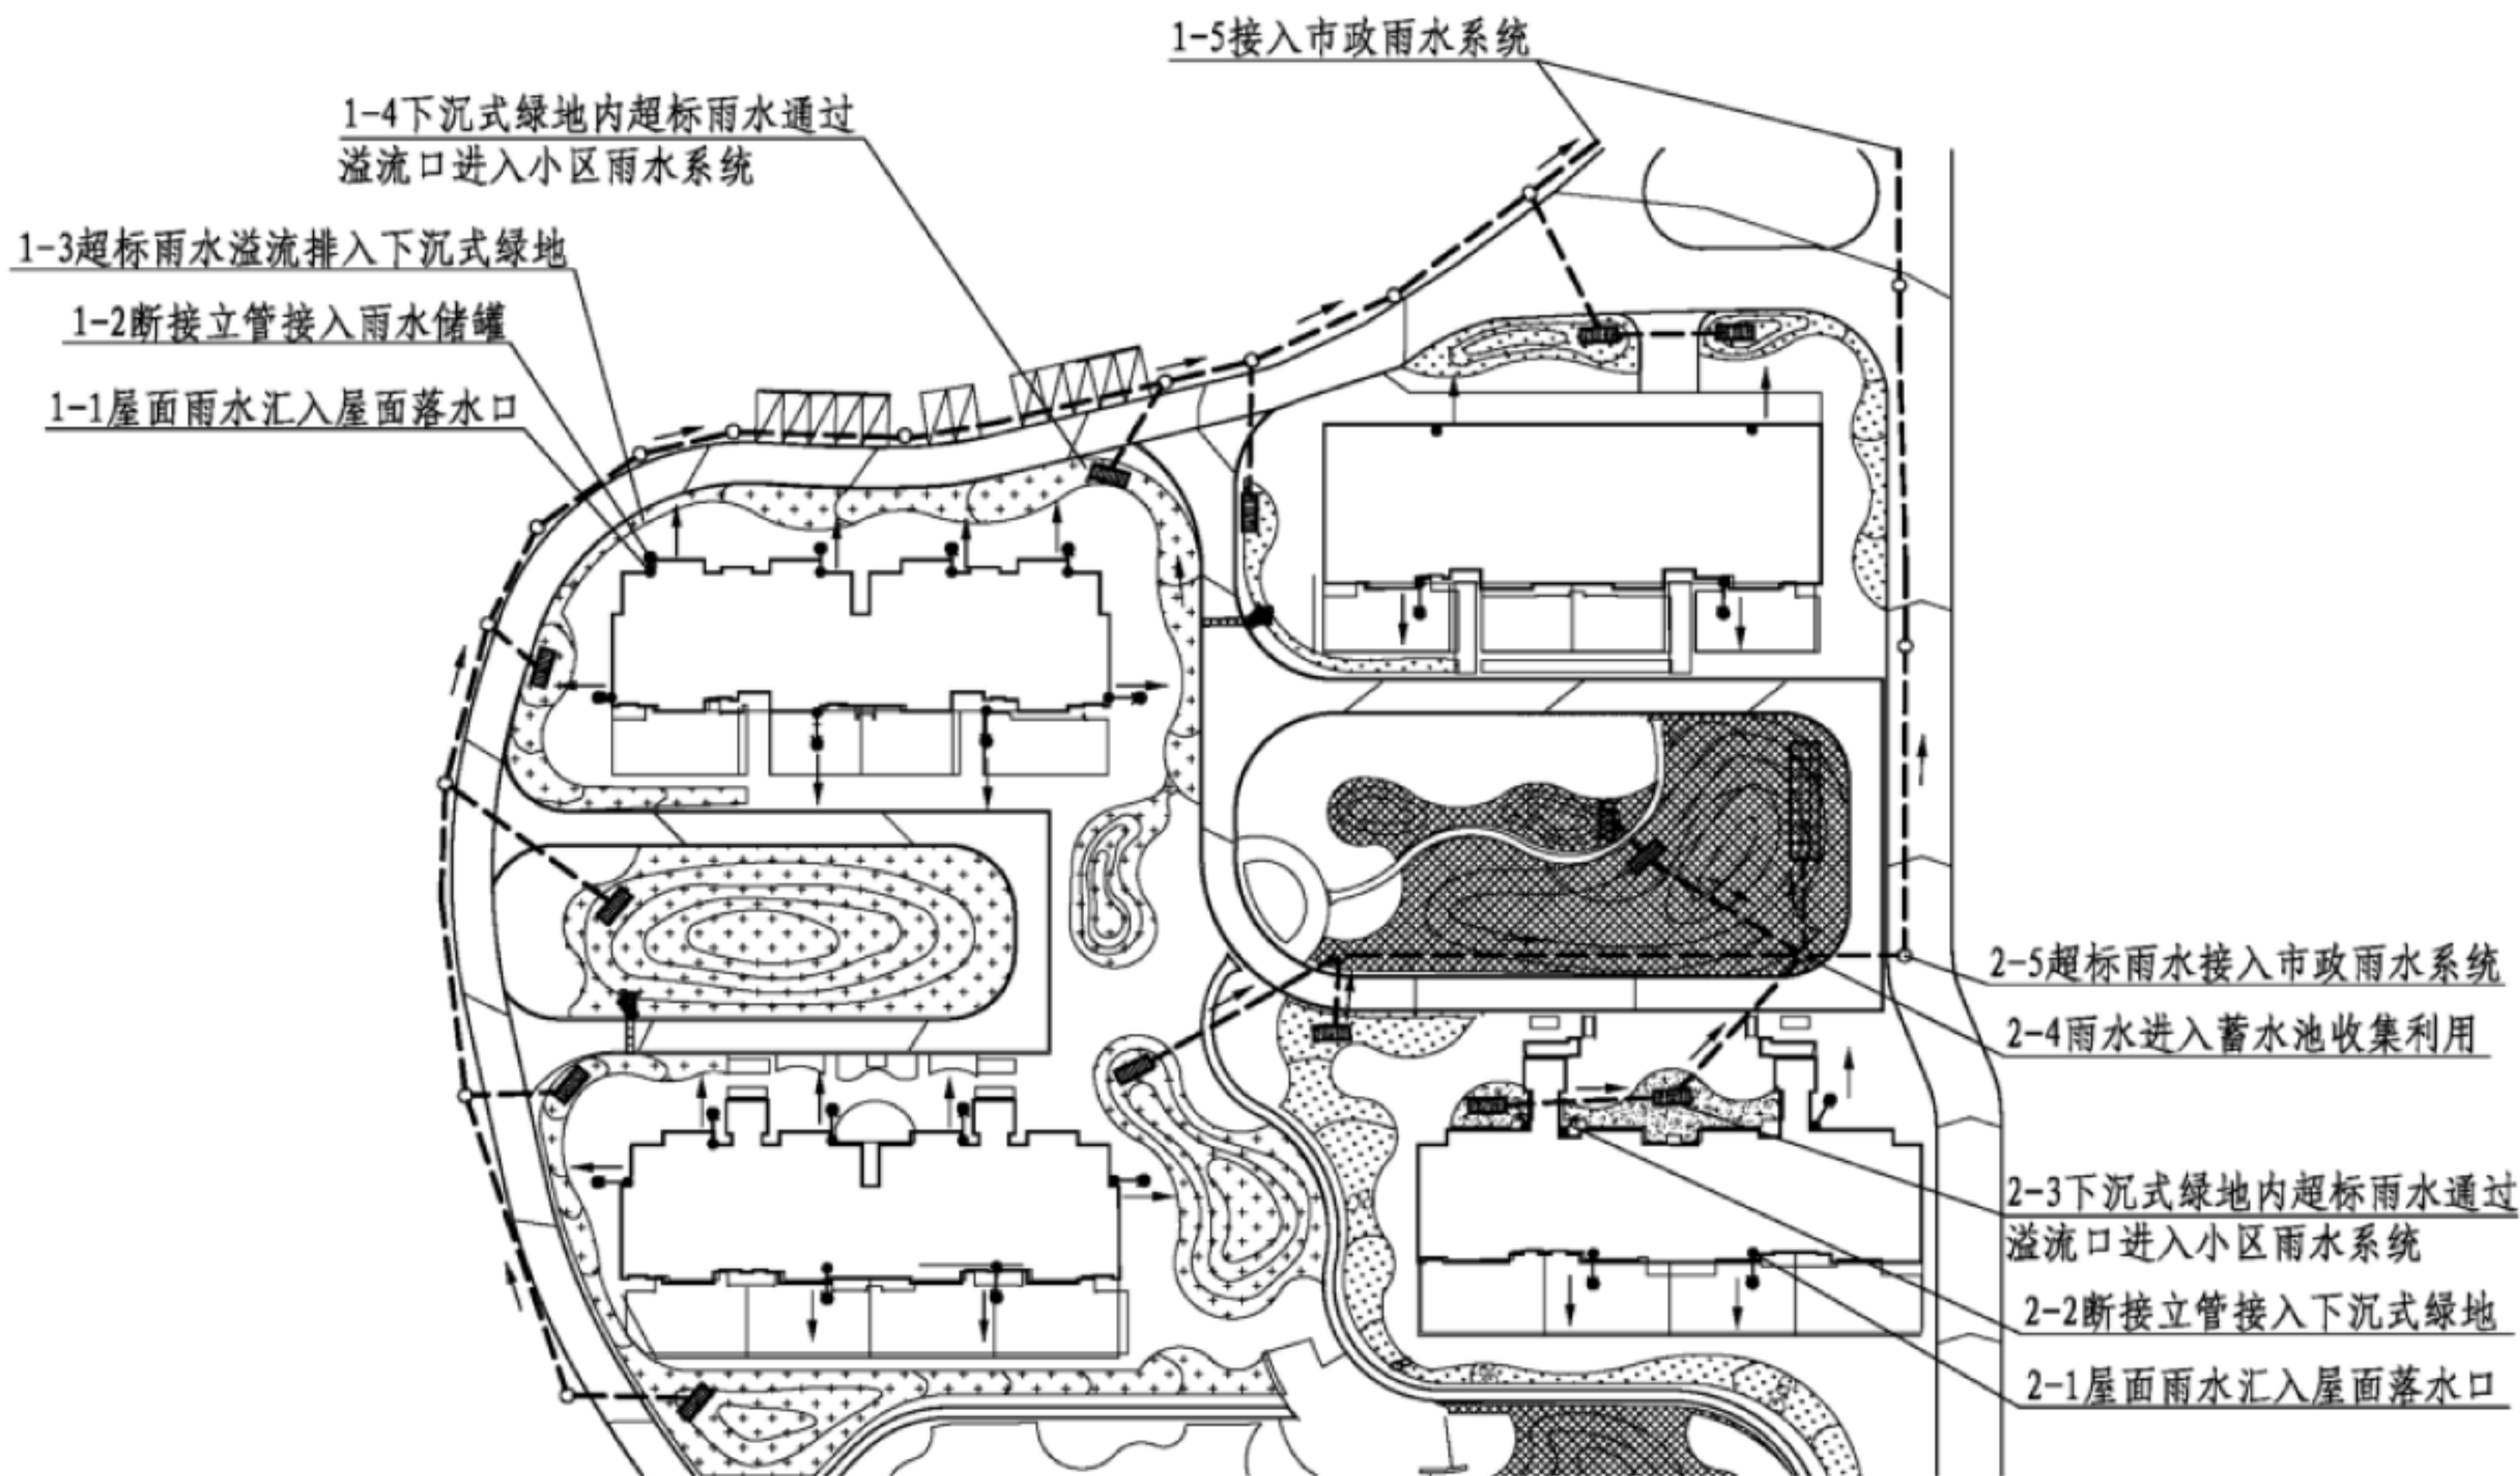 1-5接入市政雨水系统
1-4下沉式绿地内超标雨水通过
溢流口进入小区雨水系统
1-3超标雨水溢流排入下沉式绿地
1-2断接立管接入雨水储罐
1-1屋面雨水汇入屋面落水口
2-5超标雨水接入市政雨水系统
2-4雨水进入蓄水池收集利用
2-3下沉式绿地内超标雨水通过
溢流口进入小区雨水系统
2-2断接立管接入下沉式绿地
2-1屋面雨水汇入屋面落水口